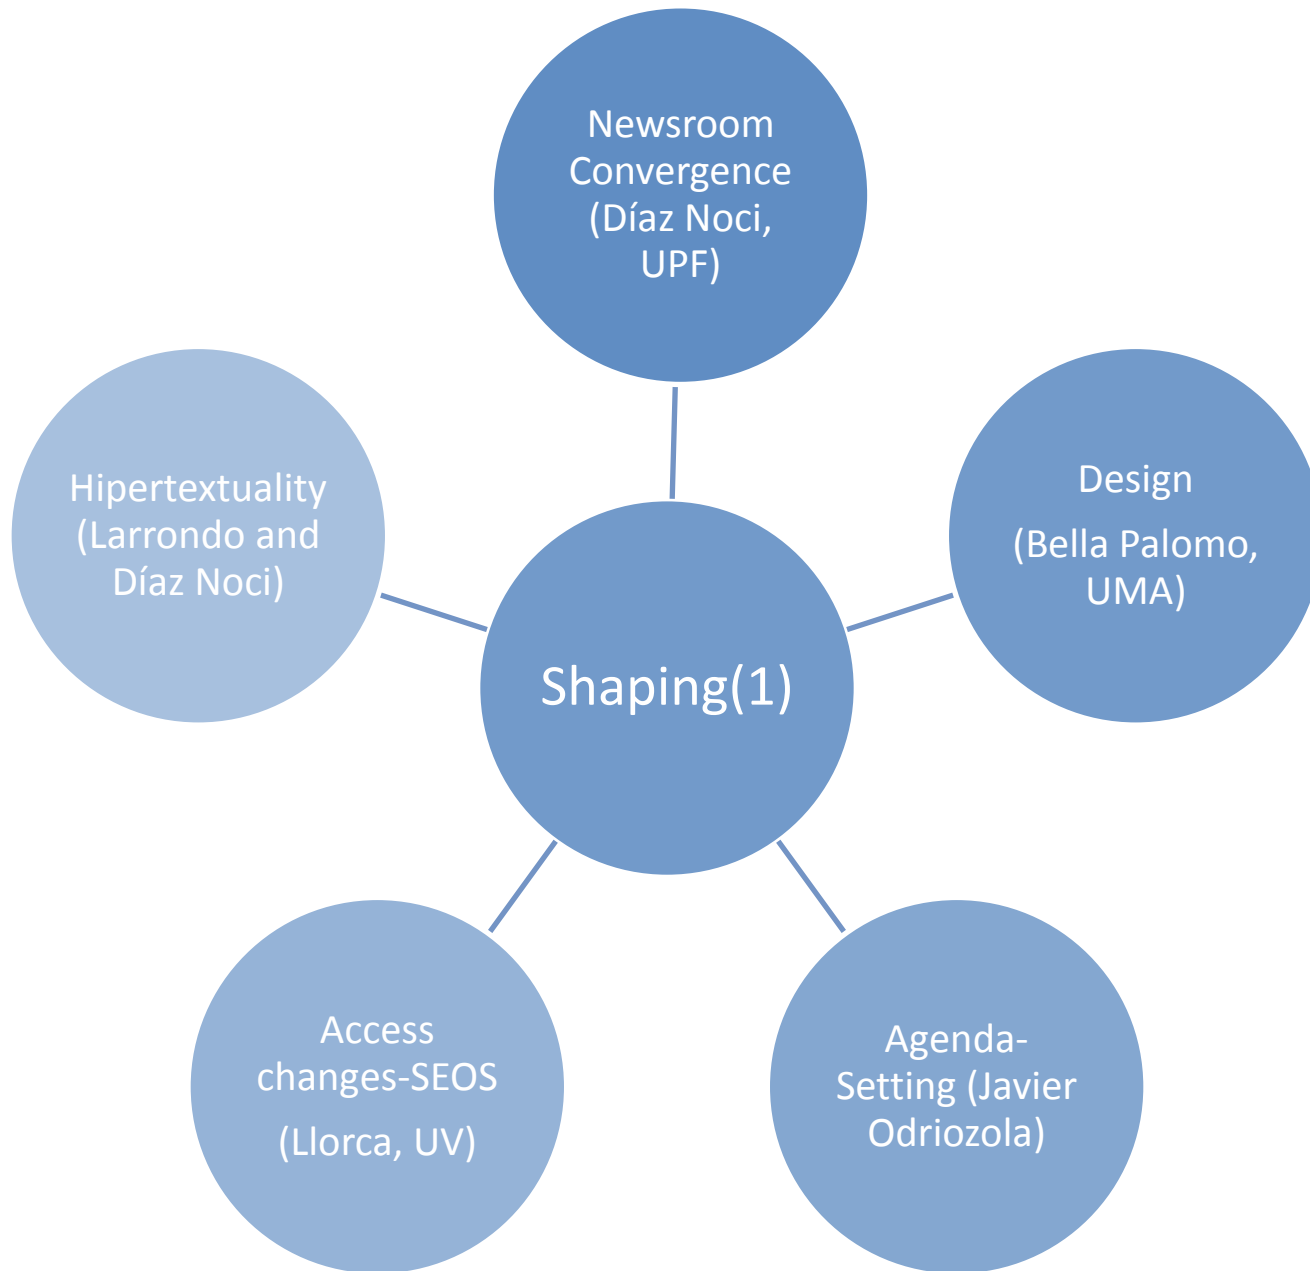 Newsroom
Convergence
(Díaz Noci,
UPF)
Design
(Bella Palomo,
UMA)
Agenda-
Setting (Javier
Odriozola)
Access
changes-SEOS
(Llorca, UV)
Hipertextuality
(Larrondo and
Díaz Noci)
Shaping(1)